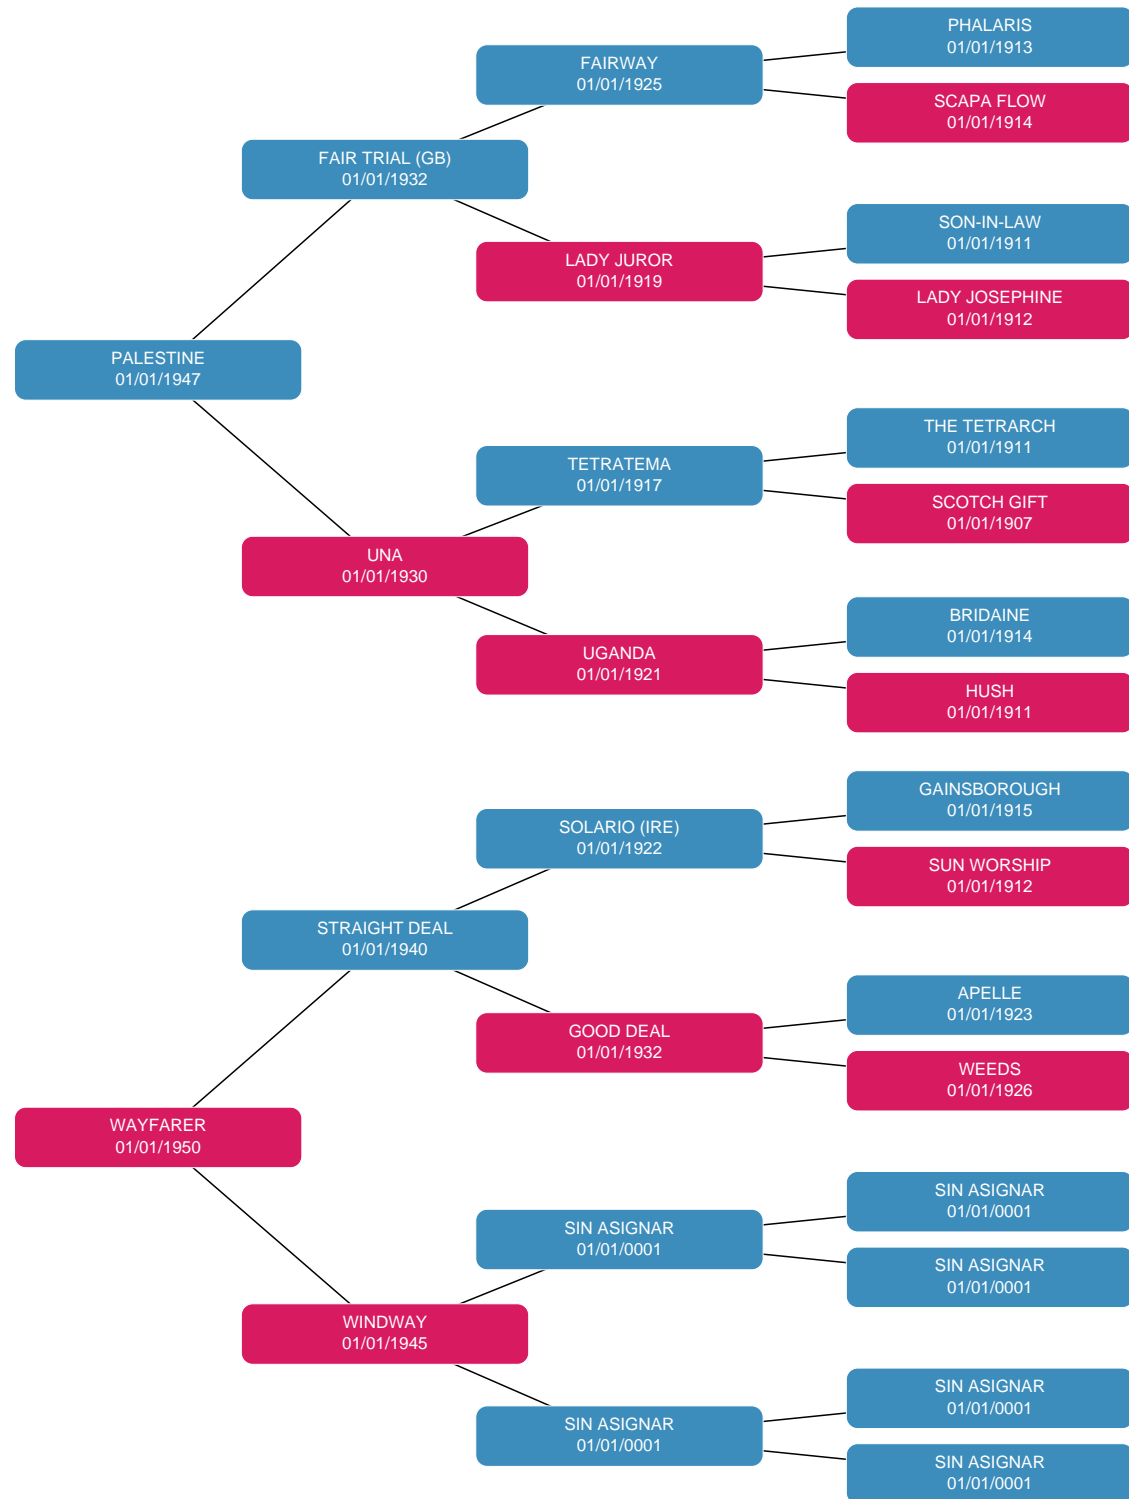 PHALARIS
01/01/1913
FAIRWAY
01/01/1925
SCAPA FLOW
01/01/1914
FAIR TRIAL (GB)
01/01/1932
SON-IN-LAW
01/01/1911
LADY JUROR
01/01/1919
LADY JOSEPHINE
01/01/1912
PALESTINE
01/01/1947
THE TETRARCH
01/01/1911
TETRATEMA
01/01/1917
SCOTCH GIFT
01/01/1907
UNA
01/01/1930
BRIDAINE
01/01/1914
UGANDA
01/01/1921
HUSH
01/01/1911
GAINSBOROUGH
01/01/1915
SOLARIO (IRE)
01/01/1922
SUN WORSHIP
01/01/1912
STRAIGHT DEAL
01/01/1940
APELLE
01/01/1923
GOOD DEAL
01/01/1932
WEEDS
01/01/1926
WAYFARER
01/01/1950
SIN ASIGNAR
01/01/0001
SIN ASIGNAR
01/01/0001
SIN ASIGNAR
01/01/0001
WINDWAY
01/01/1945
SIN ASIGNAR
01/01/0001
SIN ASIGNAR
01/01/0001
SIN ASIGNAR
01/01/0001